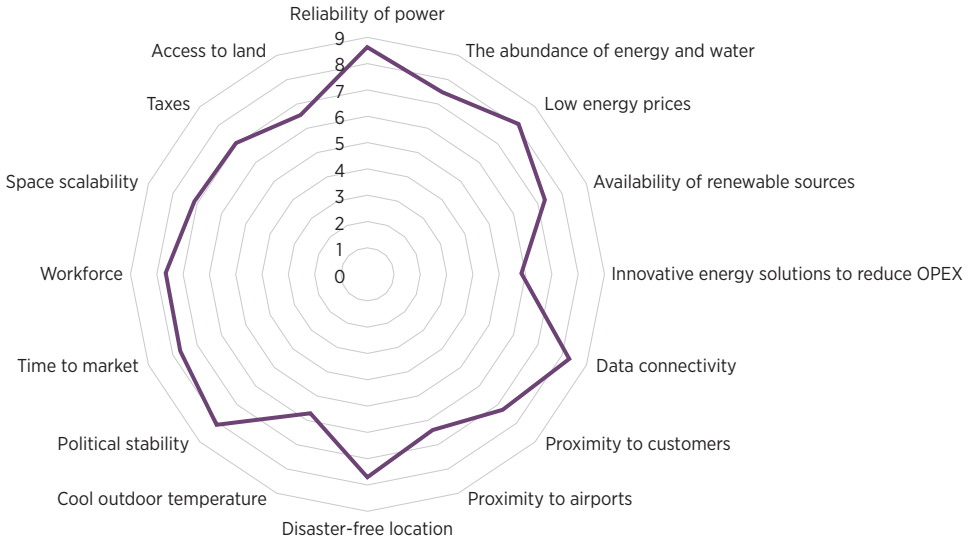 Reliability of power
Access to land
The abundance of energy and water
Taxes
Low energy prices
Space scalability
Availability of renewable sources
Workforce
Innovative energy solutions to reduce OPEX
Time to market
Data connectivity
Political stability
Proximity to customers
Cool outdoor temperature
Proximity to airports
Disaster-free location
9
8
7
6
5
4
3
2
1
0